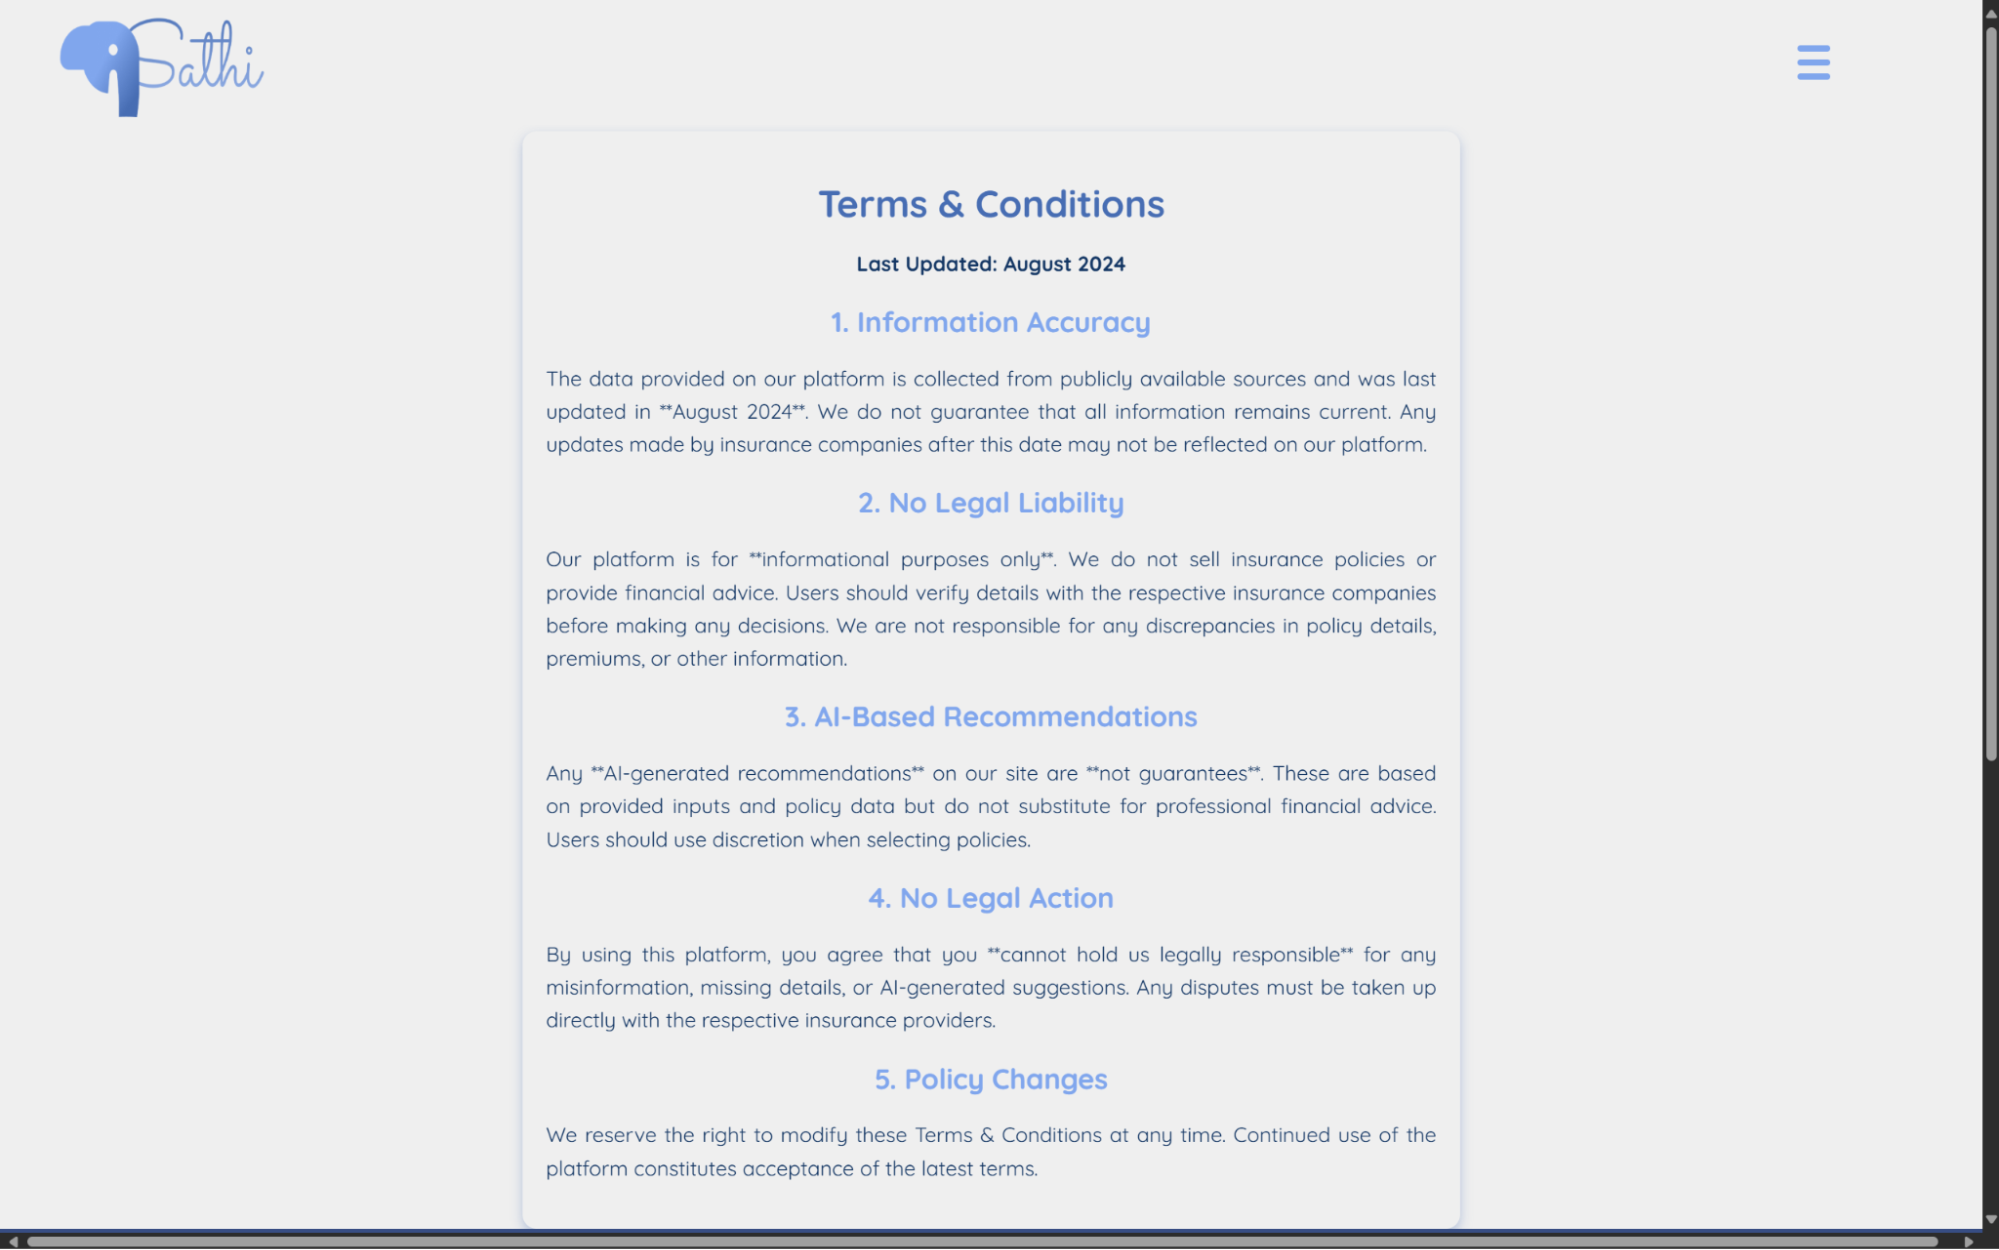 Sathi
Terms & Conditions
Last Updated: August 2024
1. Information Accuracy
The data provided on our platform is collected from publicly available sources and was last
updated in **August 2024**. We do not guarantee that all information remains current. Any
updates made by insurance companies after this date may not be reflected on our platform.
2. No Legal Liability
Our platform is for **informational purposes only**. We do not sell insurance policies or
provide financial advice. Users should verify details with the respective insurance companies
before making any decisions. We are not responsible for any discrepancies in policy details,
premiums, or other information.
3. AI-Based Recommendations
Any **AI-generated recommendations** on our site are **not guarantees**. These are based
on provided inputs and policy data but do not substitute for professional financial advice.
Users should use discretion when selecting policies.
4. No Legal Action
By using this platform, you agree that you **cannot hold us legally responsible** for any
misinformation, missing details, or AI-generated suggestions. Any disputes must be taken up
directly with the respective insurance providers.
5. Policy Changes
We reserve the right to modify these Terms & Conditions at any time. Continued use of the
platform constitutes acceptance of the latest terms.